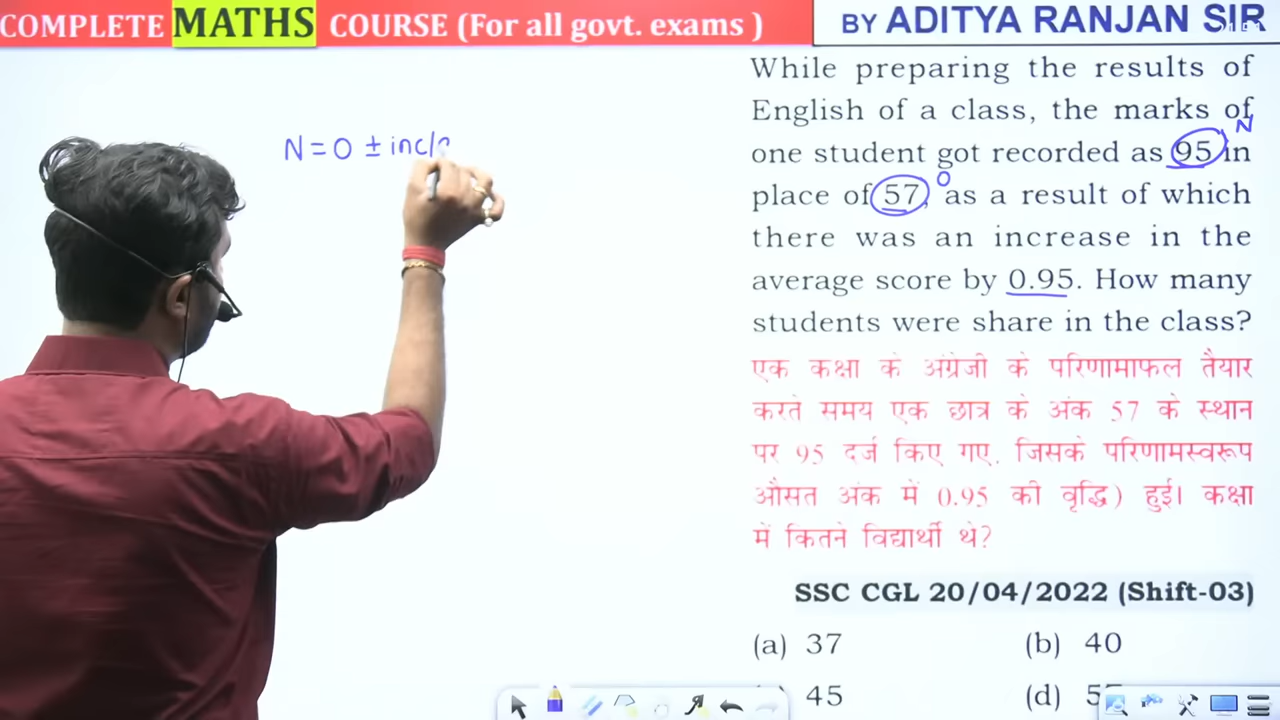 COMPLETE MATHS COURSE (For all govt. exams )
BY ADITYA RANJAN SIR
N = O ± inc/
While preparing the results of
English of a class, the marks of
N
one student got recorded as 95 in
O
place of 57, as a result of which
there was an increase in the
average score by 0.95. How many
students were share in the class?
एक कक्षा के अंग्रेजी के परिणामाफल तैयार
करते समय एक छात्र के अंक 57 के स्थान
पर 95 दर्ज किए गए, जिसके परिणामस्वरूप
औसत अंक में 0.95 की वृद्धि) हुई। कक्षा
में कितने विद्यार्थी थे?
SSC CGL 20/04/2022 (Shift-03)
(a) 37 (b) 40
45 (d)